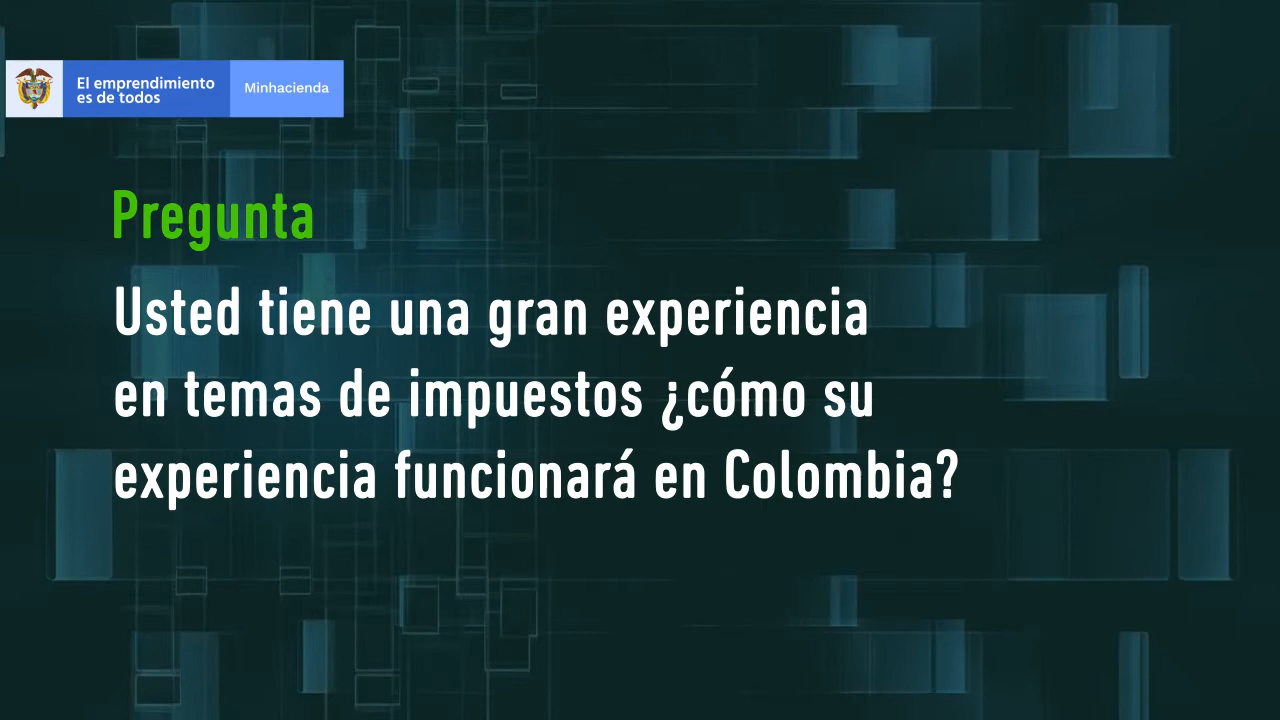 El emprendimiento
es de todos
Minhacienda
Pregunta
Usted tiene una gran experiencia
en temas de impuestos ¿cómo su
experiencia funcionará en Colombia?